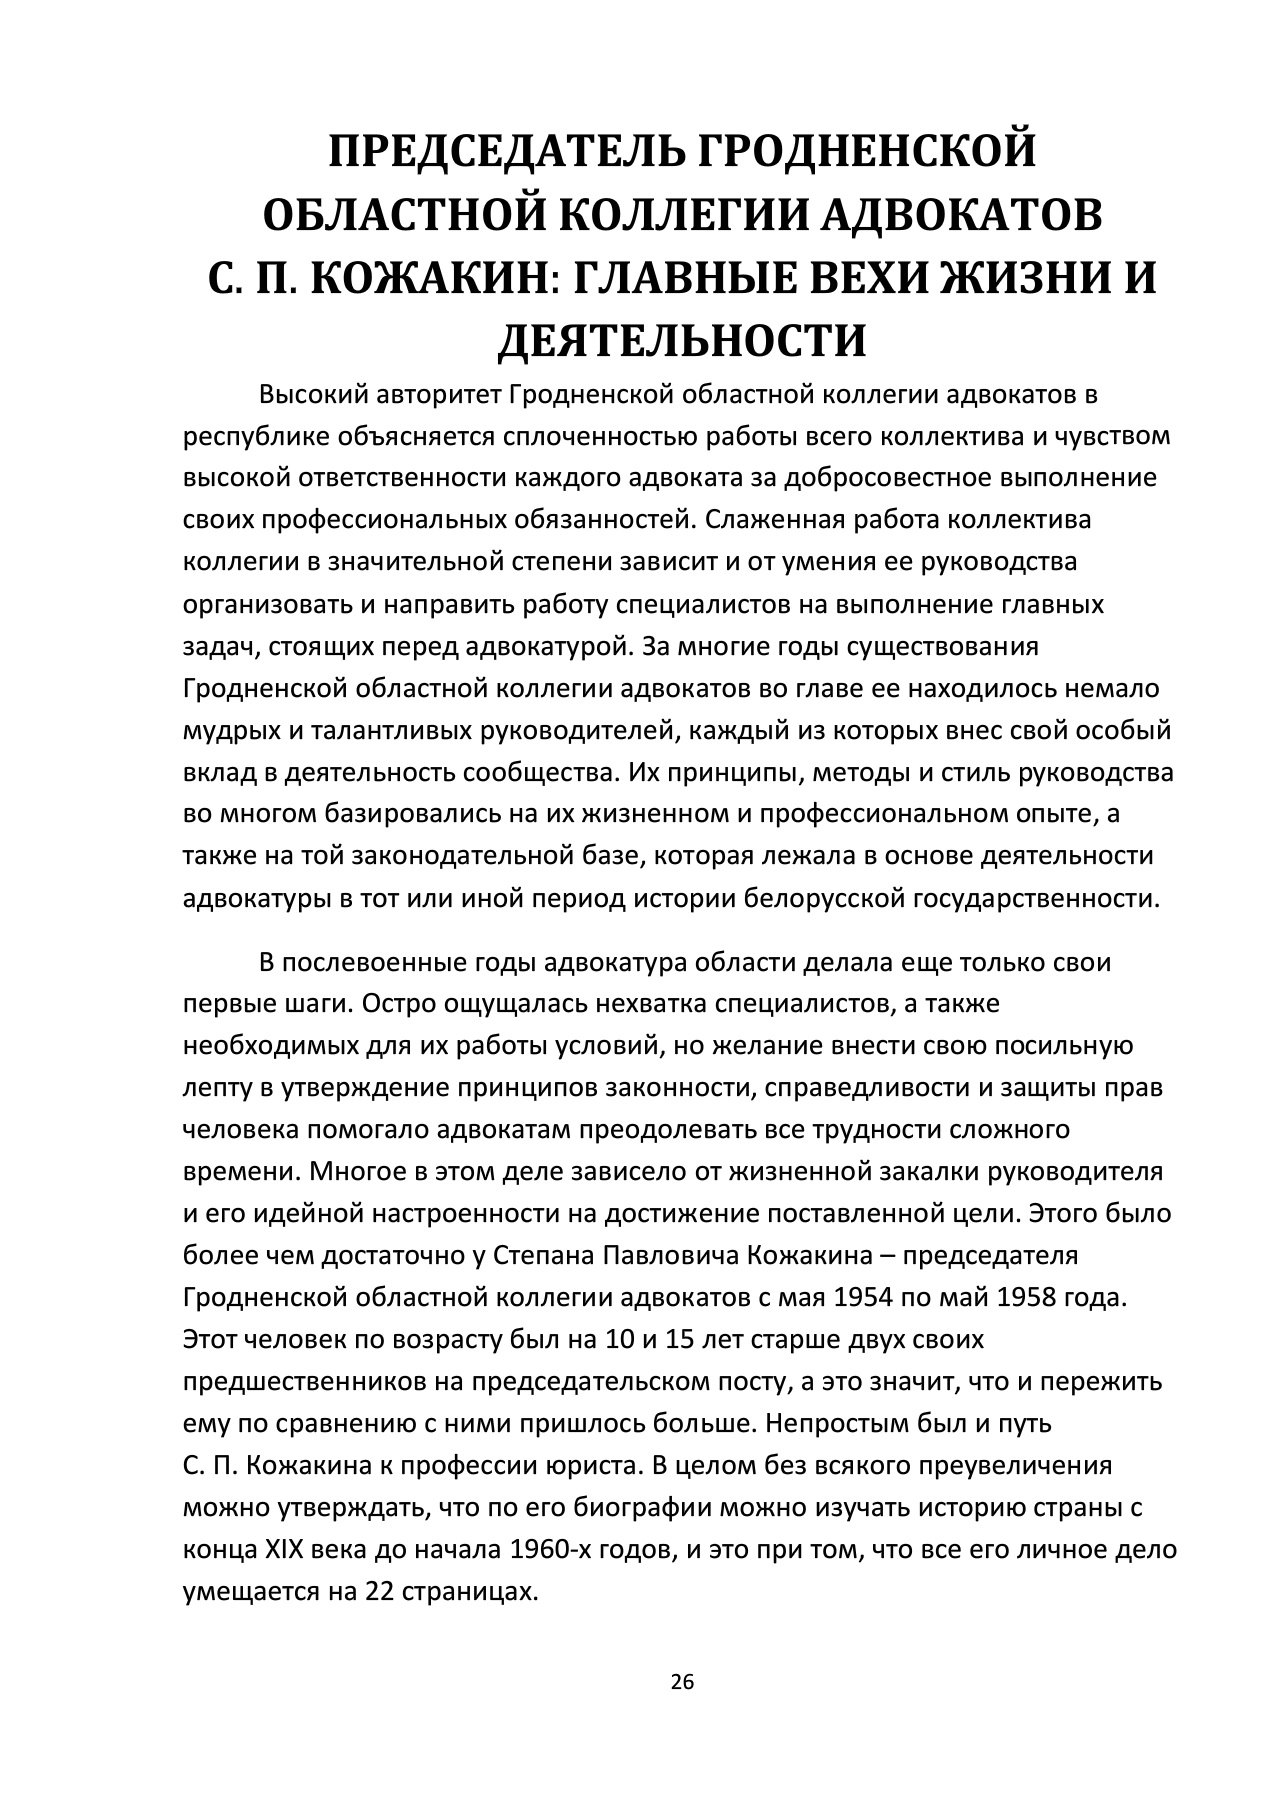 ПРЕДСЕДАТЕЛЬ ГРОДНЕНСКОЙ
ОБЛАСТНОЙ КОЛЛЕГИИ АДВОКАТОВ
С. П. КОЖАКИН: ГЛАВНЫЕ ВЕХИ ЖИЗНИ И
ДЕЯТЕЛЬНОСТИ
Высокий авторитет Гродненской областной коллегии адвокатов в
республике объясняется сплоченностью работы всего коллектива и чувством
высокой ответственности каждого адвоката за добросовестное выполнение
своих профессиональных обязанностей. Слаженная работа коллектива
коллегии в значительной степени зависит и от умения ее руководства
организовать и направить работу специалистов на выполнение главных
задач, стоящих перед адвокатурой. За многие годы существования
Гродненской областной коллегии адвокатов во главе ее находилось немало
мудрых и талантливых руководителей, каждый из которых внес свой особый
вклад в деятельность сообщества. Их принципы, методы и стиль руководства
во многом базировались на их жизненном и профессиональном опыте, а
также на той законодательной базе, которая лежала в основе деятельности
адвокатуры в тот или иной период истории белорусской государственности.
В послевоенные годы адвокатура области делала еще только свои
первые шаги. Остро ощущалась нехватка специалистов, а также
необходимых для их работы условий, но желание внести свою посильную
лепту в утверждение принципов законности, справедливости и защиты прав
человека помогало адвокатам преодолевать все трудности сложного
времени. Многое в этом деле зависело от жизненной закалки руководителя
и его идейной настроенности на достижение поставленной цели. Этого было
более чем достаточно у Степана Павловича Кожакина – председателя
Гродненской областной коллегии адвокатов с мая 1954 по май 1958 года.
Этот человек по возрасту был на 10 и 15 лет старше двух своих
предшественников на председательском посту, а это значит, что и пережить
ему по сравнению с ними пришлось больше. Непростым был и путь
С. П. Кожакина к профессии юриста. В целом без всякого преувеличения
можно утверждать, что по его биографии можно изучать историю страны с
конца XIX века до начала 1960-х годов, и это при том, что все его личное дело
умещается на 22 страницах.
26